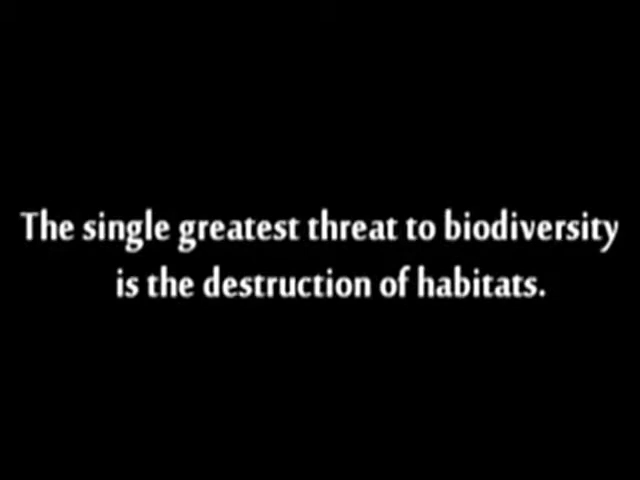 The single greatest threat to biodiversity
is the destruction of habitats.